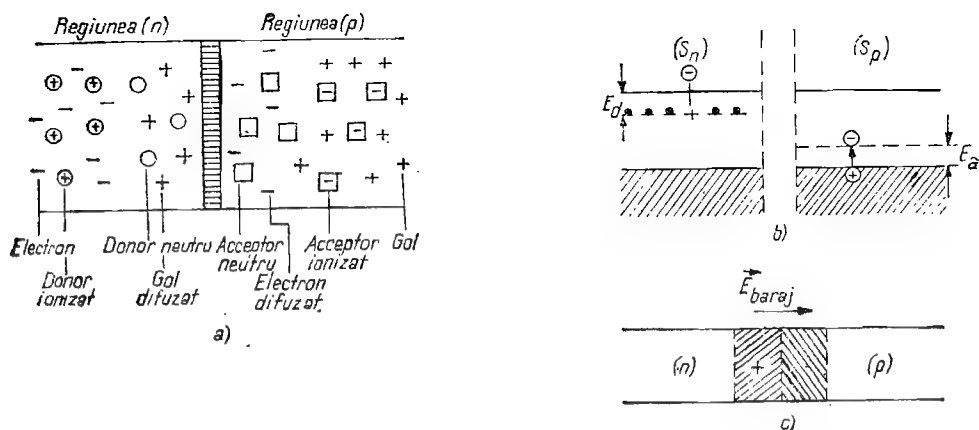 Regiunea (n) Regiunea (p)
Electron
Donor ionizat
Donor neutru
Gol difuzat
Acceptor neutru
Electron difuzat
Acceptor ionizat
Gol
a)
(Sn) (Sp)
Ed
Ea
b)
E baraj
(n) + - (p)
c)